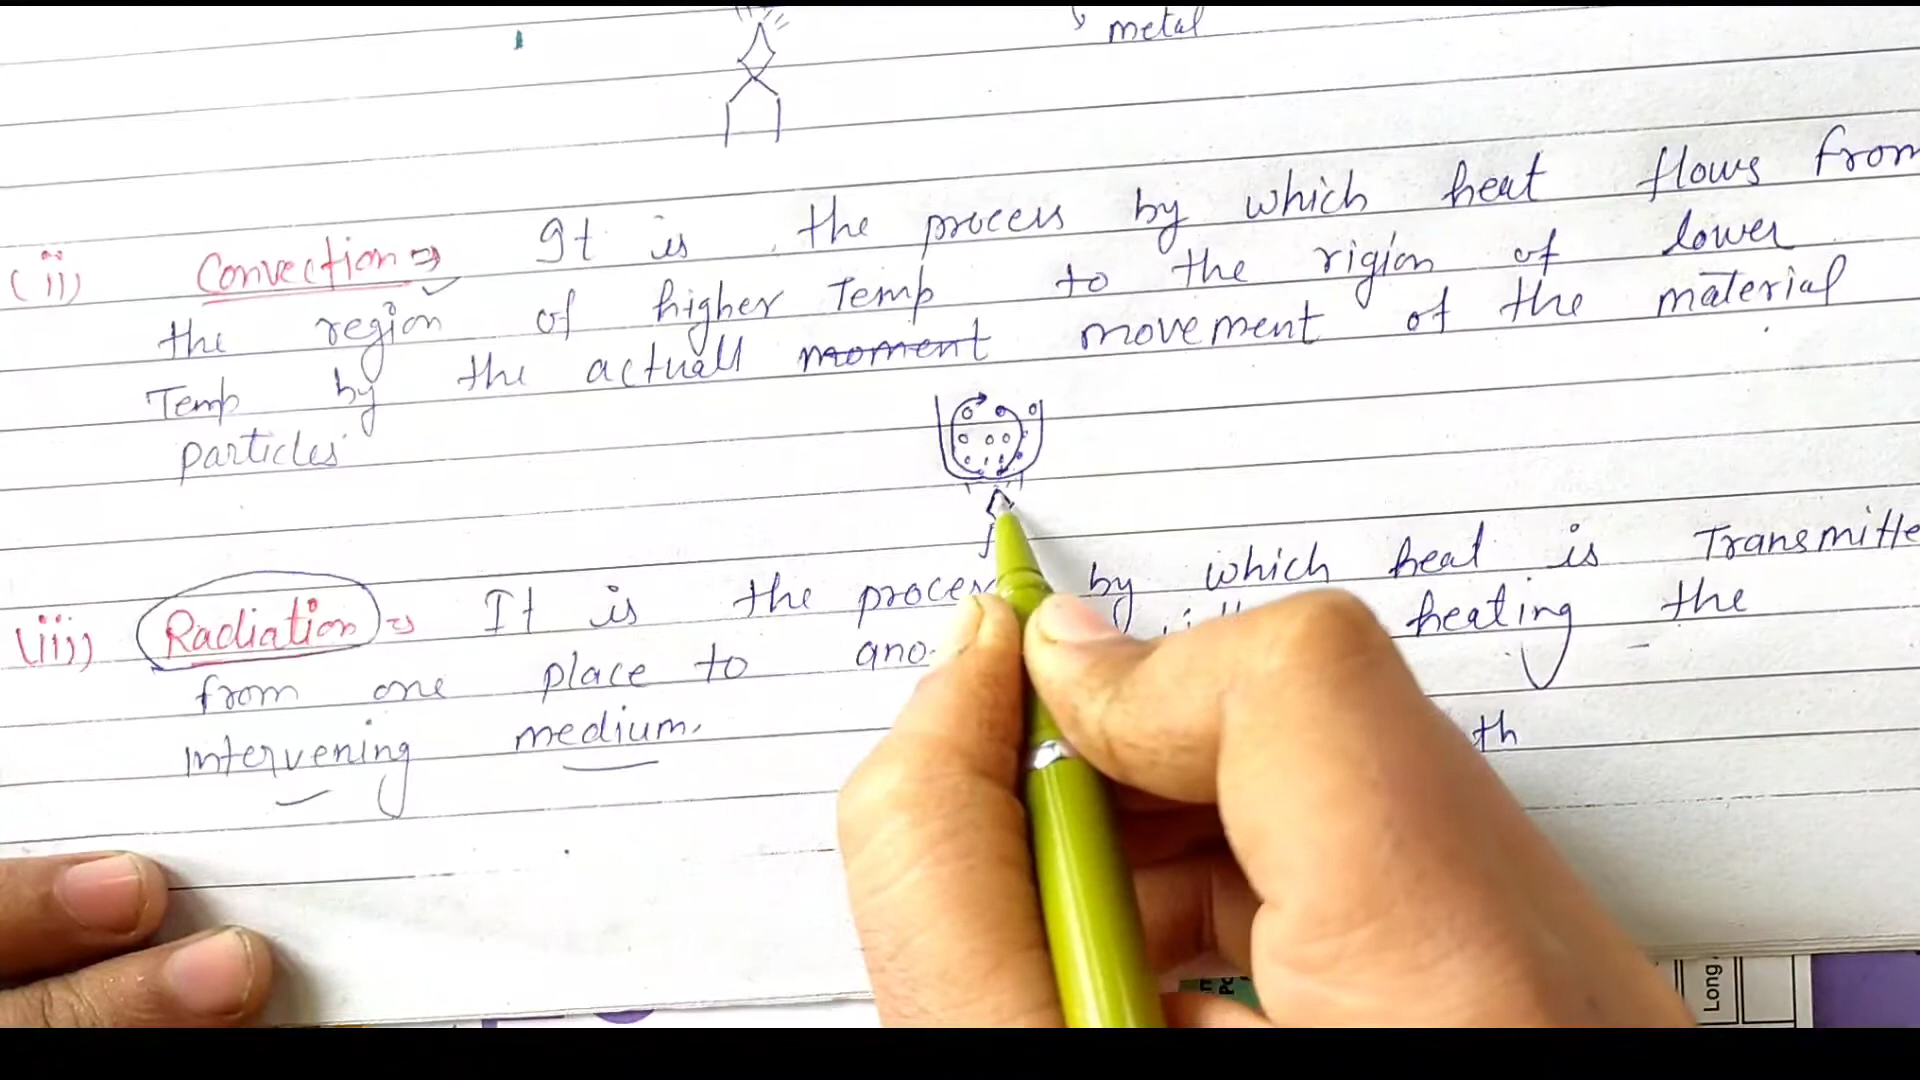 metal
(ii) Convection ⇒ It is the process by which heat flows from
the region of higher Temp to the rigion of lower
Temp by the actuall moment movement of the material
particles
(iii) Radiation ⇒ It is the process by which heat is Transmitte
from one place to heating the
intervening medium.
th
Long